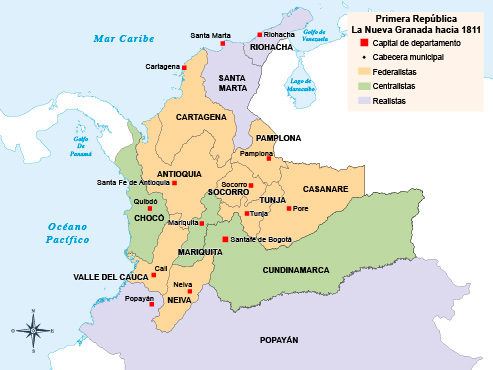 Primera República
La Nueva Granada hacia 1811
Capital de departamento
Cabecera municipal
Federalistas
Centralistas
Realistas
Mar Caribe
Golfo de
Venezuela
Santa Marta
Riohacha
RIOHACHA
Cartagena
SANTA
MARTA
Lago de
Maracaibo
CARTAGENA
Golfo
De
Panamá
PAMPLONA
Pamplona
ANTIOQUIA
Santa Fe de Antioquia
Socorro
SOCORRO
CASANARE
TUNJA
Quibdó
CHOCÓ
Tunja
Pore
Mariquita
Océano
Pacífico
Santafé de Bogotá
MARIQUITA
CUNDINAMARCA
VALLE DEL CAUCA
Cali
Neiva
NEIVA
Popayán
POPAYÁN
N
W
E
S